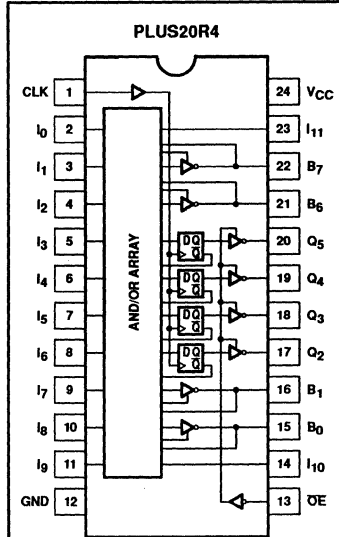 PLUS20R4
CLK 1 24 VCC
I0 2 23 I11
I1 3 22 B7
I2 4 21 B6
I3 5 D Q Q̅ 20 Q5
I4 6 D Q Q̅ 19 Q4
I5 7 D Q Q̅ 18 Q3
I6 8 D Q Q̅ 17 Q2
I7 9 16 B1
I8 10 15 B0
I9 11 14 I10
GND 12 13 O̅E̅
AND/OR ARRAY